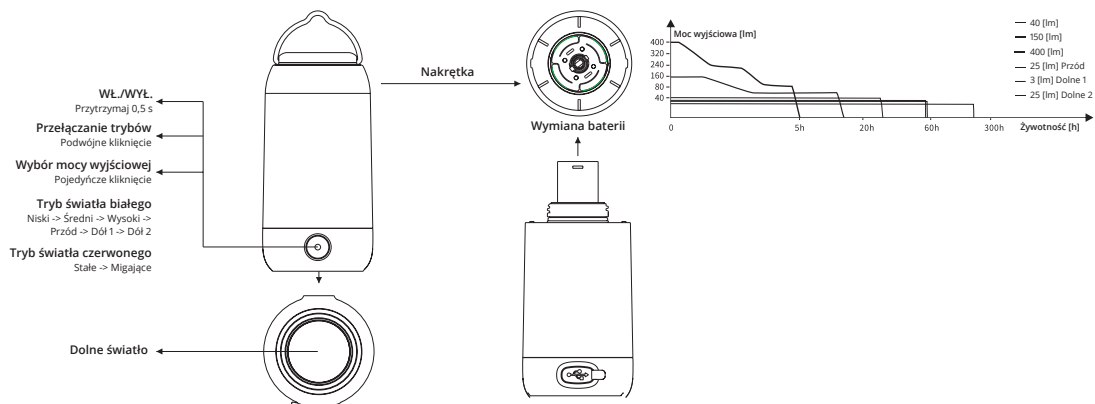 WŁ./WYŁ.
Przytrzymaj 0,5 s
Przełączanie trybów
Podwójne kliknięcie
Wybór mocy wyjściowej
Pojedyńcze kliknięcie
Tryb światła białego
Niski -> Średni -> Wysoki ->
Przód -> Dół 1 -> Dół 2
Tryb światła czerwonego
Stałe -> Migające
Dolne światło
Nakrętka
Wymiana baterii
Moc wyjściowa [lm]
400
320
240
160
80
40
0
5h
20h
60h
300h
Żywotność [h]
40 [lm]
150 [lm]
400 [lm]
25 [lm] Przód
3 [lm] Dolne 1
25 [lm] Dolne 2